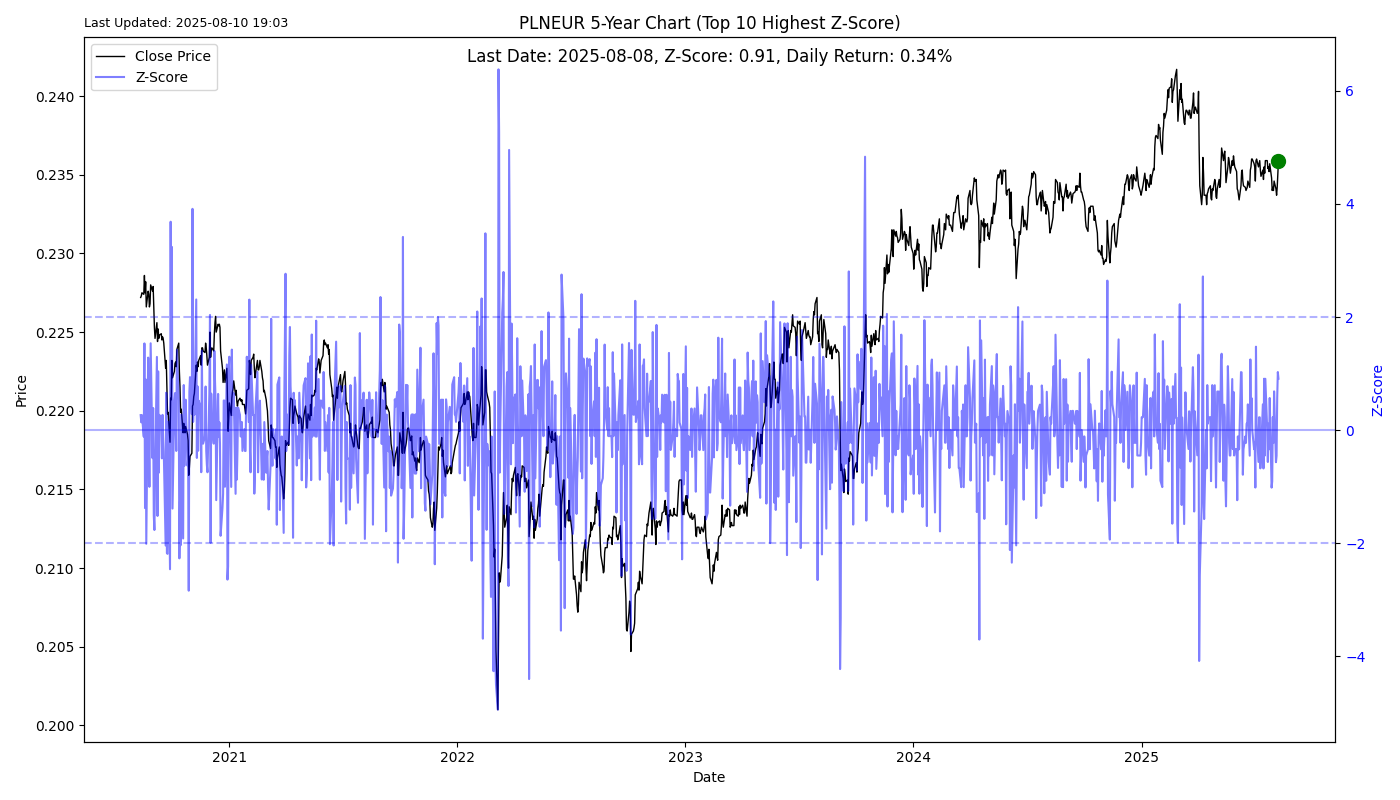 Last Updated: 2025-08-10 19:03
PLNEUR 5-Year Chart (Top 10 Highest Z-Score)
Last Date: 2025-08-08, Z-Score: 0.91, Daily Return: 0.34%
Close Price
Z-Score
0.240
0.235
0.230
0.225
0.220
0.215
0.210
0.205
0.200
Price
6
4
2
0
−2
−4
Z-Score
2021
2022
2023
2024
2025
Date